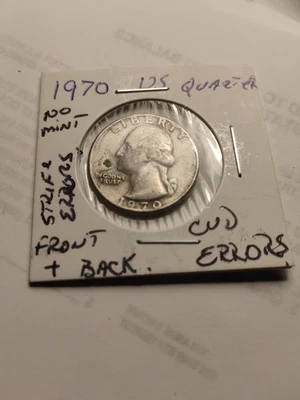 1970 US QUARTER
NO
MINT
STRIKE
ERRORS
FRONT
+ BACK.
CUD
ERRORS
LIBERTY
IN GOD WE
TRUST
1970